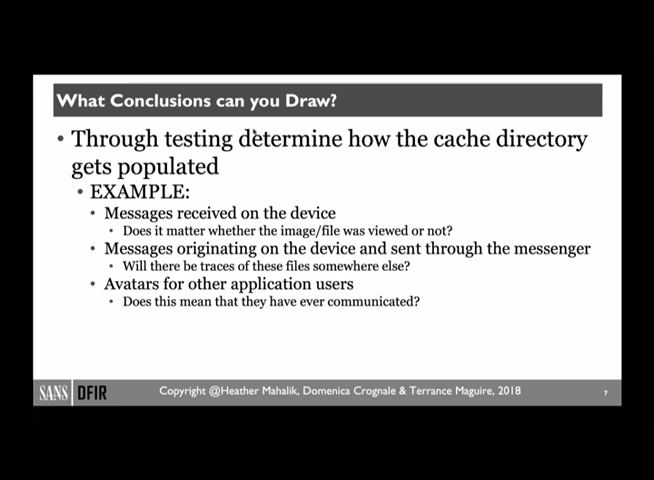 What Conclusions can you Draw?
• Through testing determine how the cache directory
gets populated
• EXAMPLE:
• Messages received on the device
• Does it matter whether the image/file was viewed or not?
• Messages originating on the device and sent through the messenger
• Will there be traces of these files somewhere else?
• Avatars for other application users
• Does this mean that they have ever communicated?
SANS DFIR
Copyright @Heather Mahalik, Domenica Crognale & Terrance Maguire, 2018
7